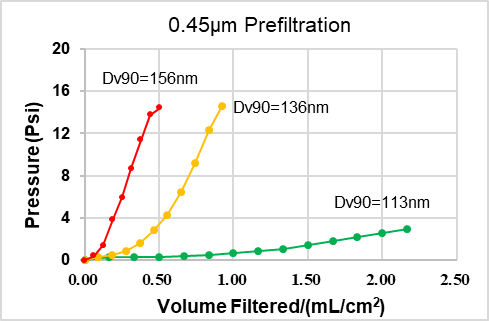 0.45µm Prefiltration
20
16
12
8
4
0
Pressure (Psi)
Dv90=156nm
Dv90=136nm
Dv90=113nm
0.00 0.50 1.00 1.50 2.00 2.50
Volume Filtered/(mL/cm²)